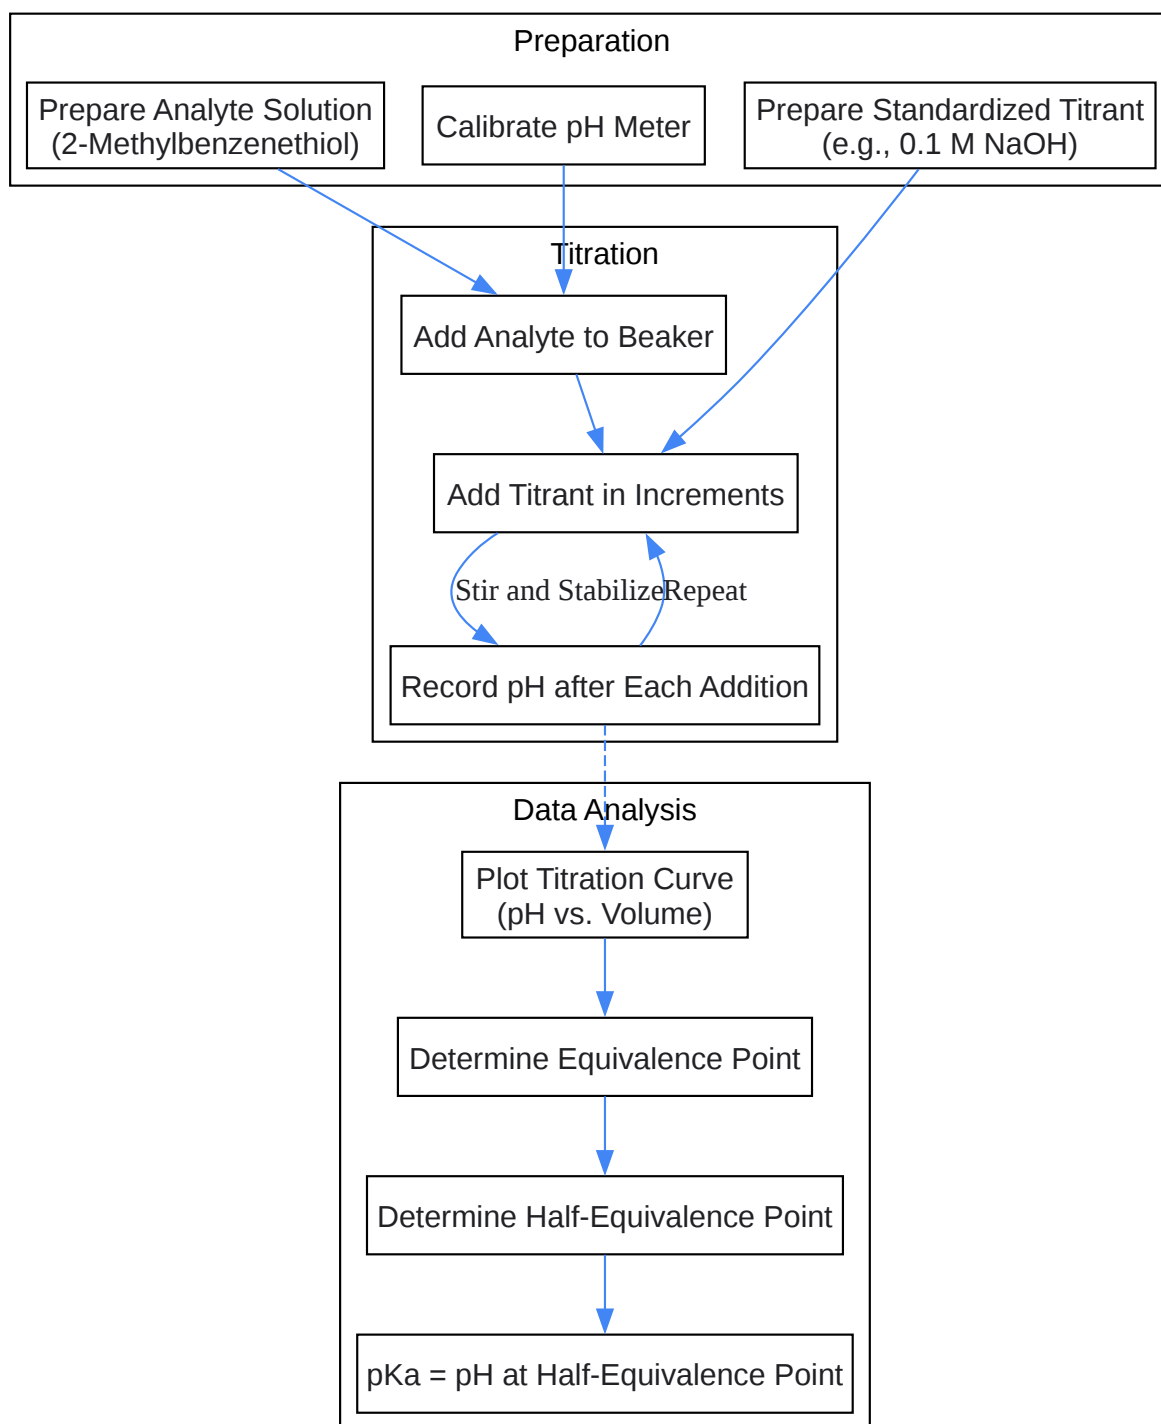 Preparation
Prepare Analyte Solution
(2-Methylbenzenethiol)
Calibrate pH Meter
Prepare Standardized Titrant
(e.g., 0.1 M NaOH)
Titration
Add Analyte to Beaker
Add Titrant in Increments
Stir and Stabilize
Repeat
Record pH after Each Addition
Data Analysis
Plot Titration Curve
(pH vs. Volume)
Determine Equivalence Point
Determine Half-Equivalence Point
pKa = pH at Half-Equivalence Point